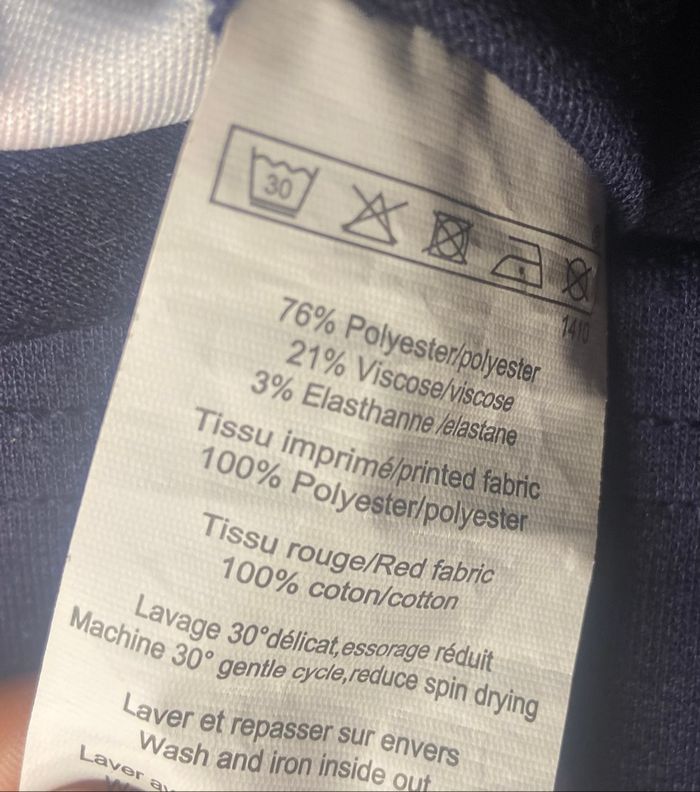 30
76% Polyester/polyester
21% Viscose/viscose
3% Elasthanne/elastane
Tissu imprimé/printed fabric
100% Polyester/polyester
Tissu rouge/Red fabric
100% coton/cotton
Lavage 30°délicat,essorage réduit
Machine 30° gentle cycle,reduce spin drying
Laver et repasser sur envers
Wash and iron inside out
Laver